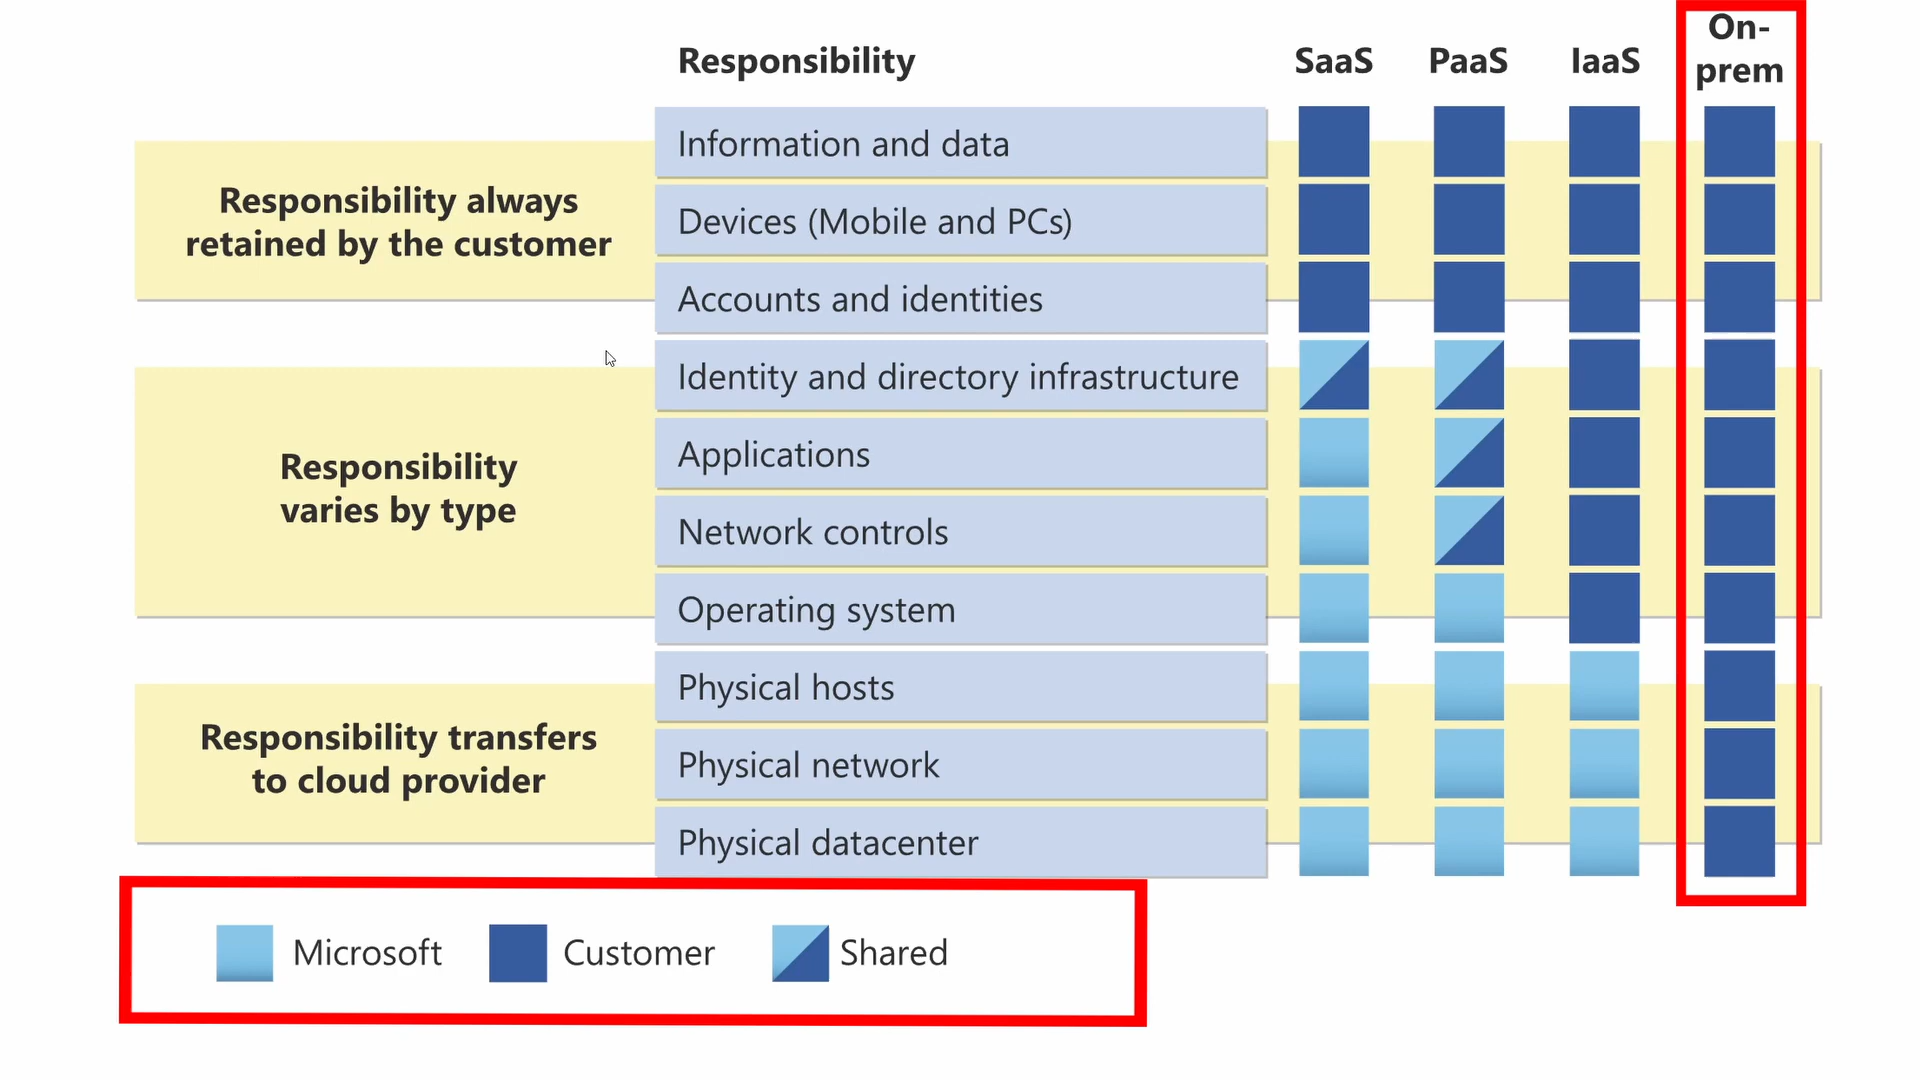 Responsibility SaaS PaaS IaaS On-
prem
Responsibility always
retained by the customer
Information and data
Devices (Mobile and PCs)
Accounts and identities
Responsibility
varies by type
Identity and directory infrastructure
Applications
Network controls
Operating system
Responsibility transfers
to cloud provider
Physical hosts
Physical network
Physical datacenter
Microsoft Customer Shared